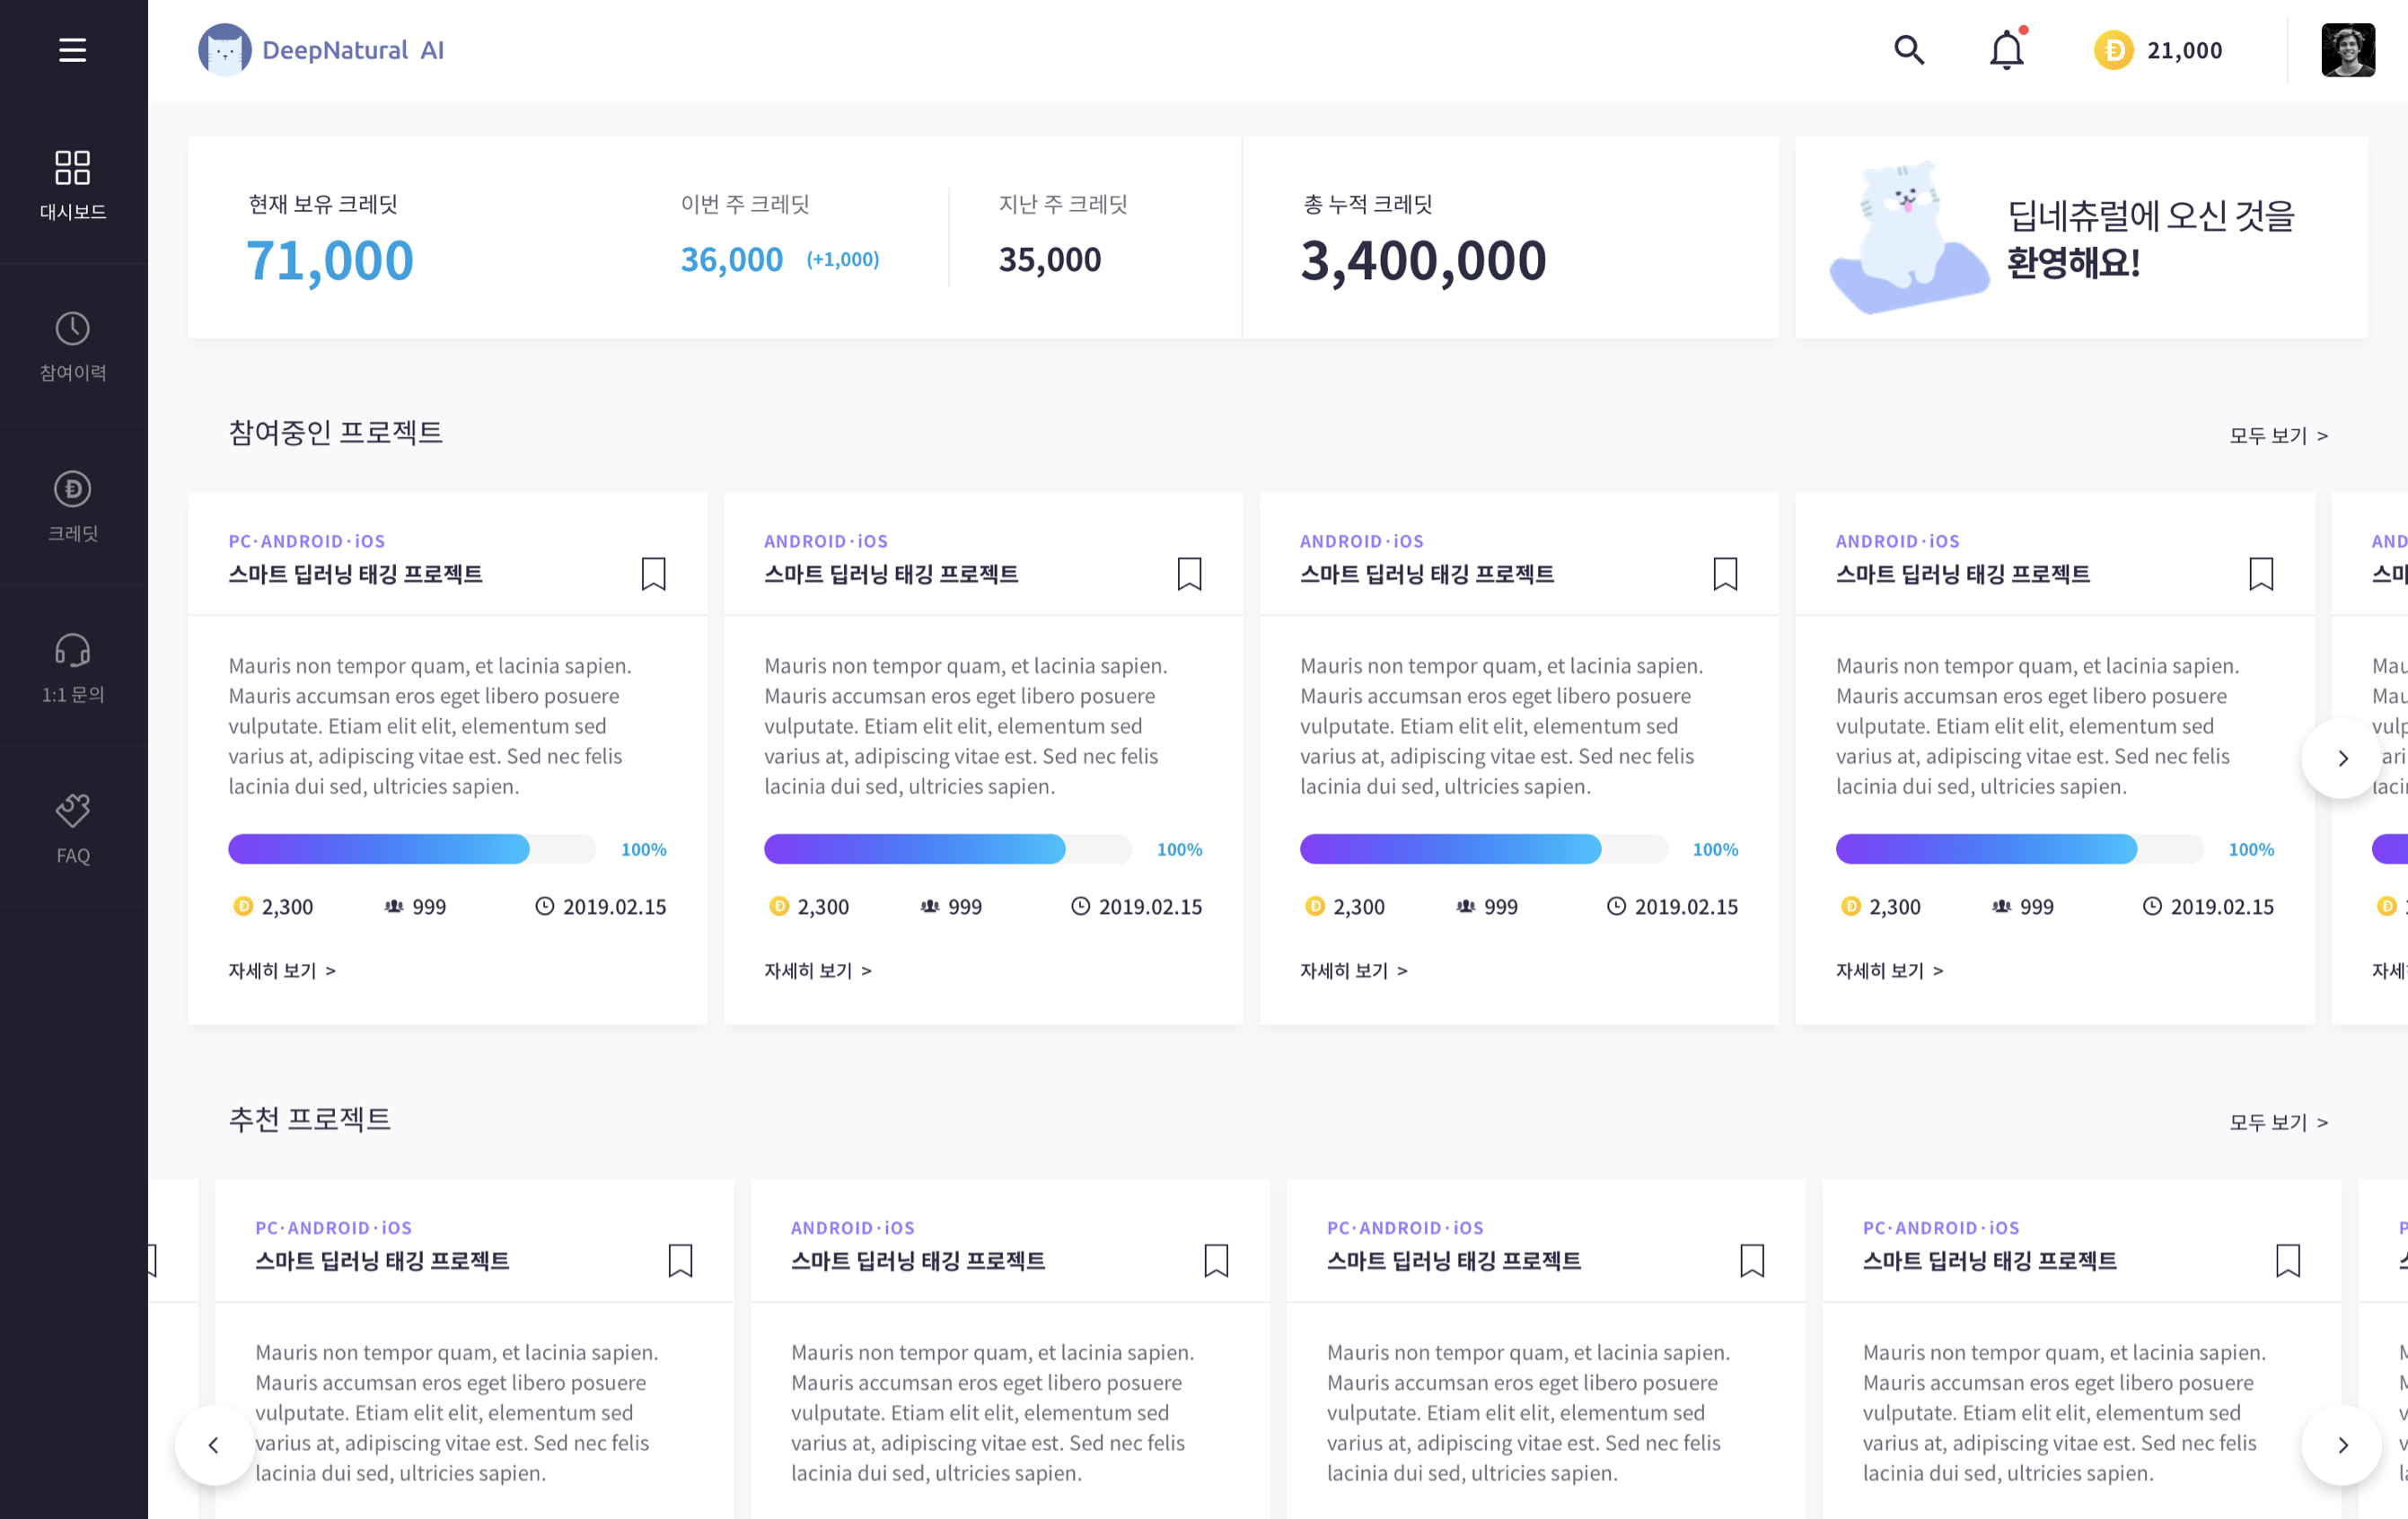 DeepNatural AI
21,000
대시보드
참여이력
크레딧
1:1 문의
FAQ
현재 보유 크레딧
71,000
이번 주 크레딧
36,000 (+1,000)
지난 주 크레딧
35,000
총 누적 크레딧
3,400,000
딥네츄럴에 오신 것을
환영해요!
참여중인 프로젝트
모두 보기 >
PC·ANDROID·iOS
스마트 딥러닝 태깅 프로젝트
Mauris non tempor quam, et lacinia sapien.
Mauris accumsan eros eget libero posuere
vulputate. Etiam elit elit, elementum sed
varius at, adipiscing vitae est. Sed nec felis
lacinia dui sed, ultricies sapien.
100%
2,300 999 2019.02.15
자세히 보기 >
ANDROID·iOS
스마트 딥러닝 태깅 프로젝트
Mauris non tempor quam, et lacinia sapien.
Mauris accumsan eros eget libero posuere
vulputate. Etiam elit elit, elementum sed
varius at, adipiscing vitae est. Sed nec felis
lacinia dui sed, ultricies sapien.
100%
2,300 999 2019.02.15
자세히 보기 >
ANDROID·iOS
스마트 딥러닝 태깅 프로젝트
Mauris non tempor quam, et lacinia sapien.
Mauris accumsan eros eget libero posuere
vulputate. Etiam elit elit, elementum sed
varius at, adipiscing vitae est. Sed nec felis
lacinia dui sed, ultricies sapien.
100%
2,300 999 2019.02.15
자세히 보기 >
ANDROID·iOS
스마트 딥러닝 태깅 프로젝트
Mauris non tempor quam, et lacinia sapien.
Mauris accumsan eros eget libero posuere
vulputate. Etiam elit elit, elementum sed
varius at, adipiscing vitae est. Sed nec felis
lacinia dui sed, ultricies sapien.
100%
2,300 999 2019.02.15
자세히 보기 >
추천 프로젝트
모두 보기 >
PC·ANDROID·iOS
스마트 딥러닝 태깅 프로젝트
Mauris non tempor quam, et lacinia sapien.
Mauris accumsan eros eget libero posuere
vulputate. Etiam elit elit, elementum sed
varius at, adipiscing vitae est. Sed nec felis
lacinia dui sed, ultricies sapien.
ANDROID·iOS
스마트 딥러닝 태깅 프로젝트
Mauris non tempor quam, et lacinia sapien.
Mauris accumsan eros eget libero posuere
vulputate. Etiam elit elit, elementum sed
varius at, adipiscing vitae est. Sed nec felis
lacinia dui sed, ultricies sapien.
PC·ANDROID·iOS
스마트 딥러닝 태깅 프로젝트
Mauris non tempor quam, et lacinia sapien.
Mauris accumsan eros eget libero posuere
vulputate. Etiam elit elit, elementum sed
varius at, adipiscing vitae est. Sed nec felis
lacinia dui sed, ultricies sapien.
PC·ANDROID·iOS
스마트 딥러닝 태깅 프로젝트
Mauris non tempor quam, et lacinia sapien.
Mauris accumsan eros eget libero posuere
vulputate. Etiam elit elit, elementum sed
varius at, adipiscing vitae est. Sed nec felis
lacinia dui sed, ultricies sapien.